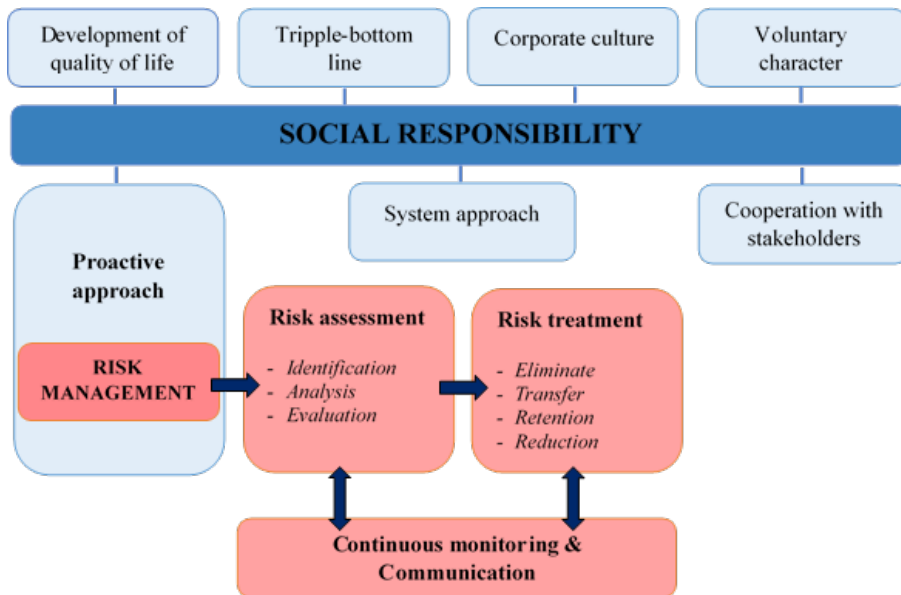 Development of
quality of life
Tripple-bottom
line
Corporate culture
Voluntary
character
SOCIAL RESPONSIBILITY
Proactive
approach
System approach
Cooperation with
stakeholders
RISK
MANAGEMENT
Risk assessment
- Identification
- Analysis
- Evaluation
Risk treatment
- Eliminate
- Transfer
- Retention
- Reduction
Continuous monitoring &
Communication